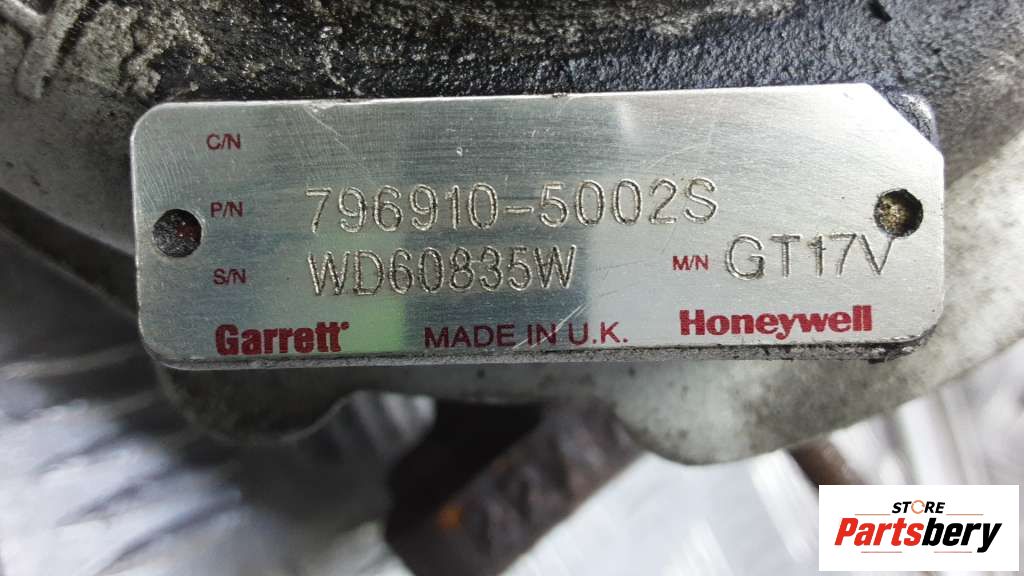 C/N
P/N 796910-5002S
S/N WD60835W M/N GT17V
Garrett MADE IN U.K. Honeywell
STORE
Partsbery